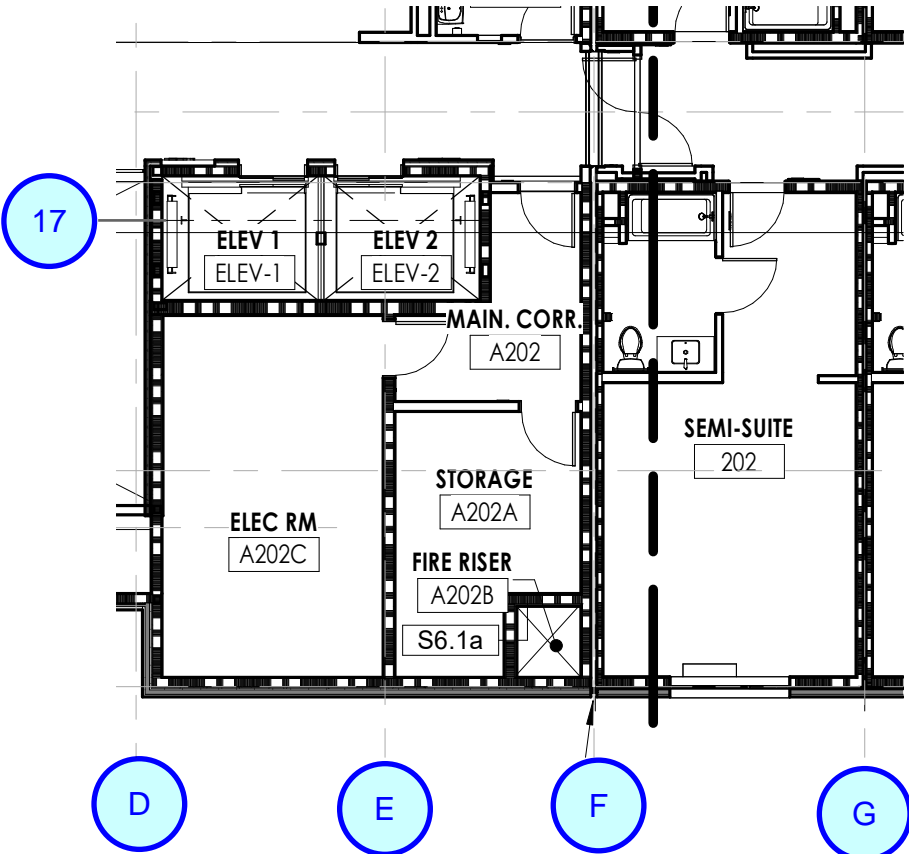 17
ELEV 1
ELEV-1
ELEV 2
ELEV-2
MAIN. CORR.
A202
SEMI-SUITE
202
STORAGE
A202A
ELEC RM
A202C
FIRE RISER
A202B
S6.1a
D
E
F
G